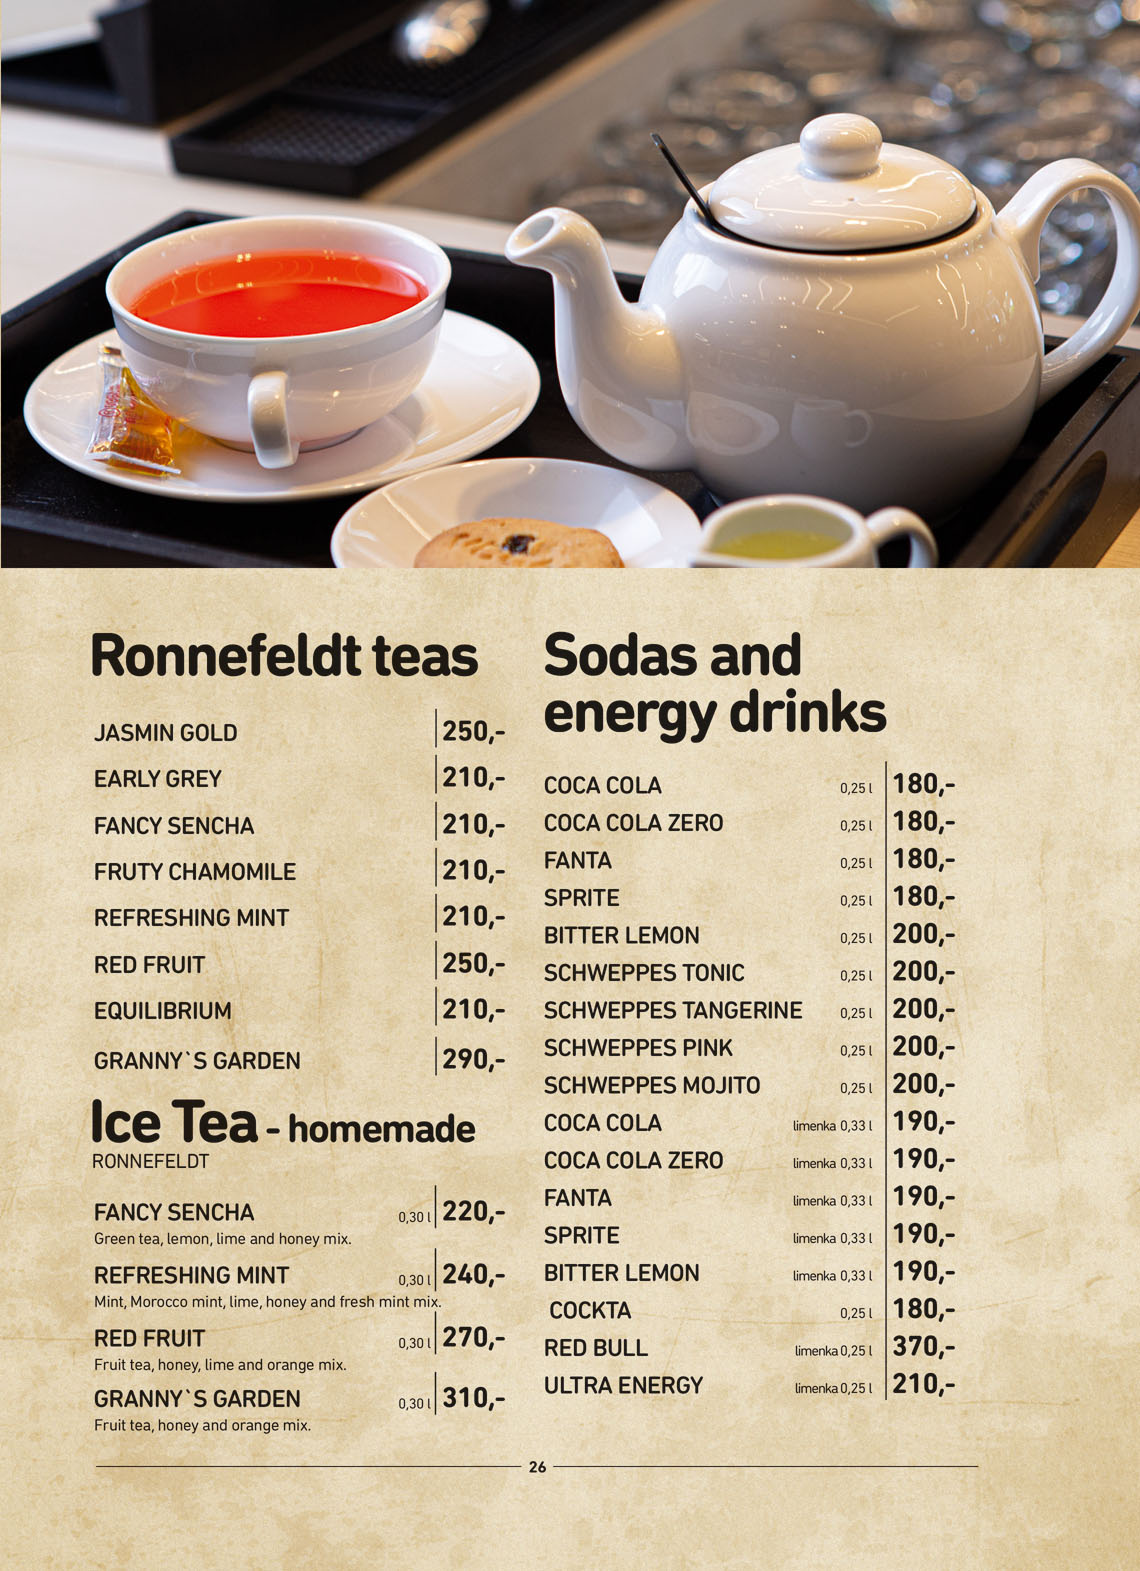 Ronnefeldt teas
JASMIN GOLD 250,-
EARLY GREY 210,-
FANCY SENCHA 210,-
FRUTY CHAMOMILE 210,-
REFRESHING MINT 210,-
RED FRUIT 250,-
EQUILIBRIUM 210,-
GRANNY`S GARDEN 290,-
Ice Tea - homemade
RONNEFELDT
FANCY SENCHA 0,30 l 220,-
Green tea, lemon, lime and honey mix.
REFRESHING MINT 0,30 l 240,-
Mint, Morocco mint, lime, honey and fresh mint mix.
RED FRUIT 0,30 l 270,-
Fruit tea, honey, lime and orange mix.
GRANNY`S GARDEN 0,30 l 310,-
Fruit tea, honey and orange mix.
Sodas and
energy drinks
COCA COLA 0,25 l 180,-
COCA COLA ZERO 0,25 l 180,-
FANTA 0,25 l 180,-
SPRITE 0,25 l 180,-
BITTER LEMON 0,25 l 200,-
SCHWEPPES TONIC 0,25 l 200,-
SCHWEPPES TANGERINE 0,25 l 200,-
SCHWEPPES PINK 0,25 l 200,-
SCHWEPPES MOJITO 0,25 l 200,-
COCA COLA limenka 0,33 l 190,-
COCA COLA ZERO limenka 0,33 l 190,-
FANTA limenka 0,33 l 190,-
SPRITE limenka 0,33 l 190,-
BITTER LEMON limenka 0,33 l 190,-
COCKTA 0,25 l 180,-
RED BULL limenka 0,25 l 370,-
ULTRA ENERGY limenka 0,25 l 210,-
26